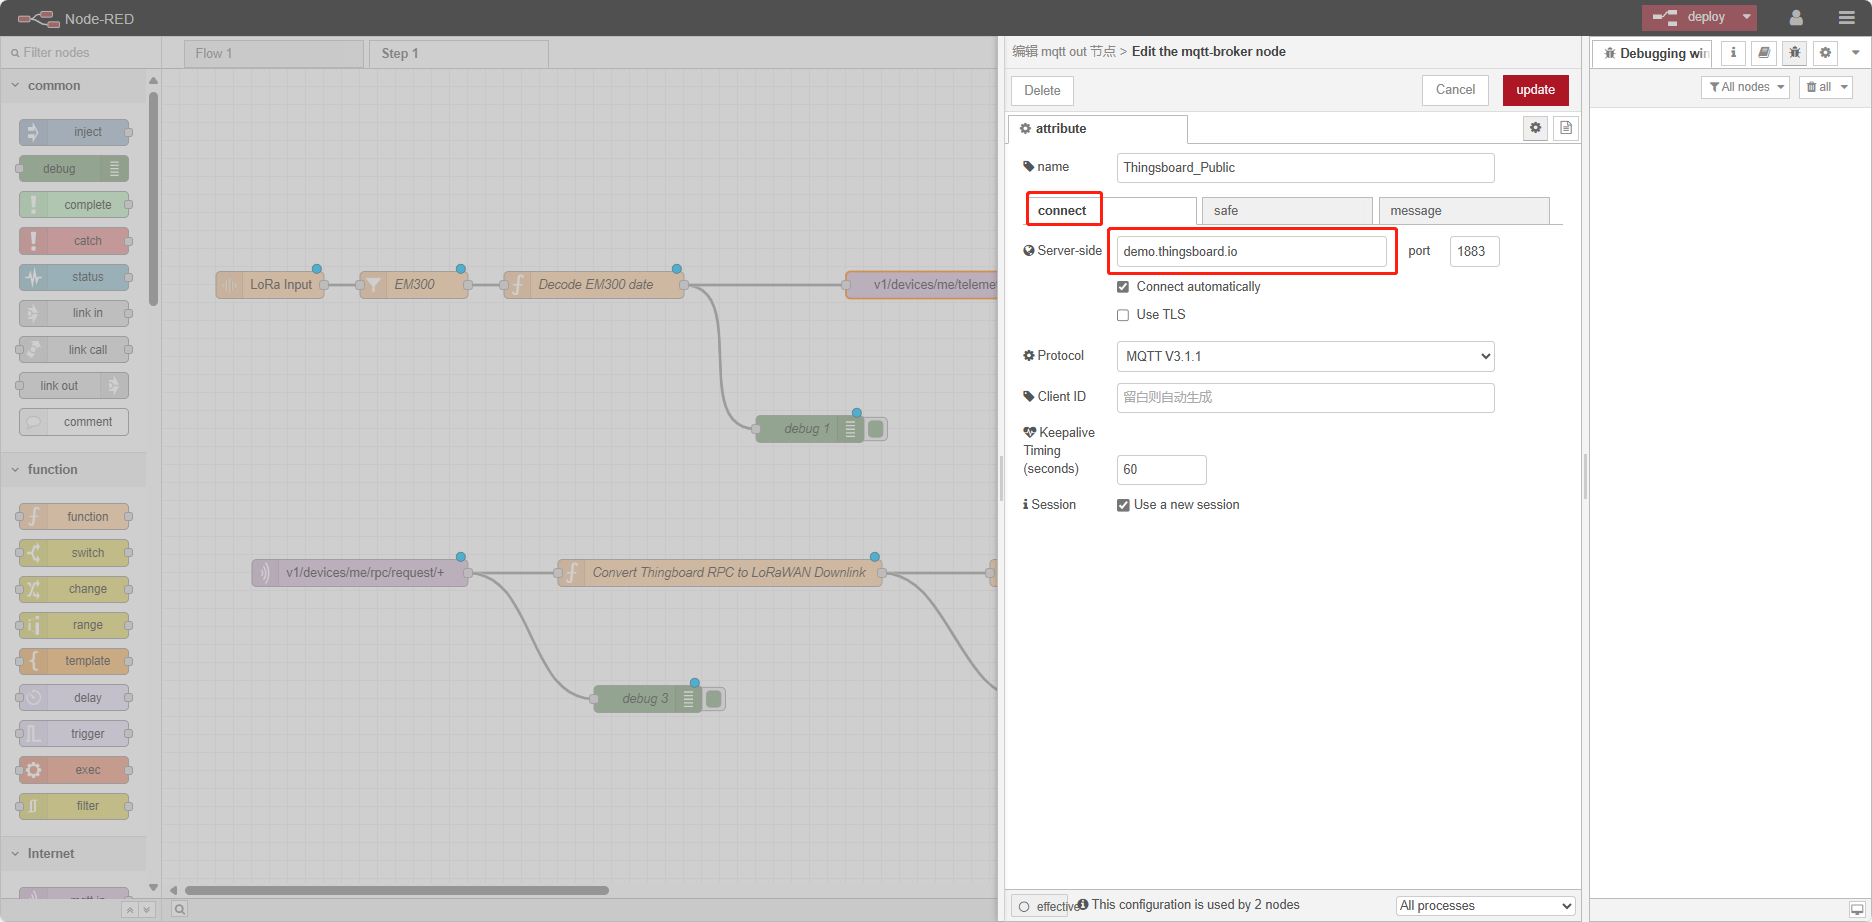 Node-RED
deploy
Filter nodes
Flow 1
Step 1
编辑 mqtt out 节点 > Edit the mqtt-broker node
Debugging win
Delete
Cancel
update
All nodes
all
common
inject
debug
complete
catch
status
link in
link call
link out
comment
function
function
switch
change
range
template
delay
trigger
exec
filter
Internet
LoRa Input
EM300
Decode EM300 date
v1/devices/me/teleme
debug 1
v1/devices/me/rpc/request/+
Convert Thingboard RPC to LoRaWAN Downlink
debug 3
attribute
name
Thingsboard_Public
connect
safe
message
Server-side
demo.thingsboard.io
port
1883
Connect automatically
Use TLS
Protocol
MQTT V3.1.1
Client ID
留白则自动生成
Keepalive
Timing
(seconds)
60
Session
Use a new session
effective
This configuration is used by 2 nodes
All processes